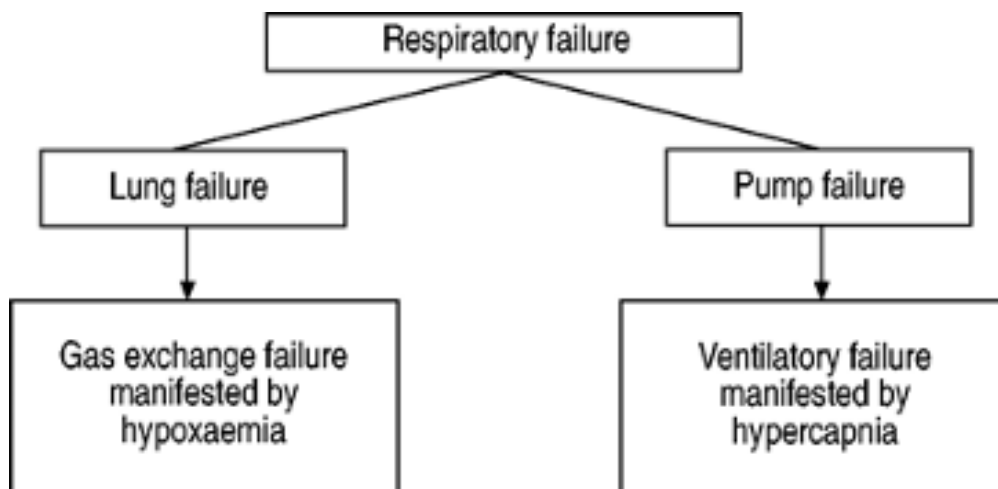 Respiratory failure
Lung failure
Pump failure
Gas exchange failure
manifested by
hypoxaemia
Ventilatory failure
manifested by
hypercapnia